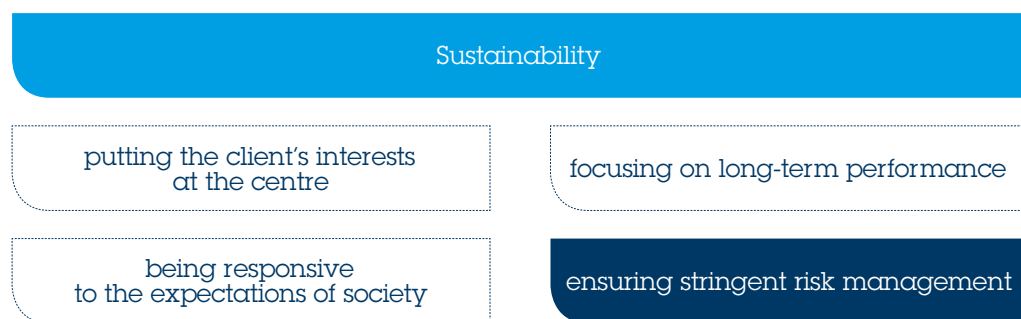 Sustainability
putting the client's interests
at the centre
focusing on long-term performance
being responsive
to the expectations of society
ensuring stringent risk management